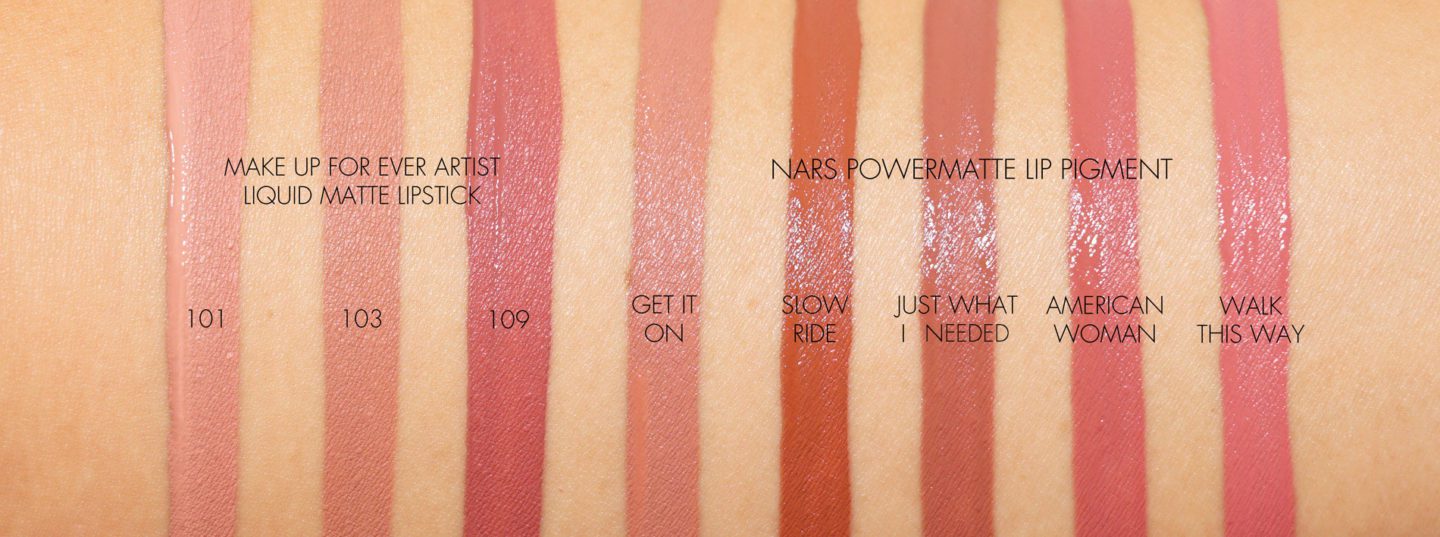 MAKE UP FOR EVER ARTIST
LIQUID MATTE LIPSTICK
NARS POWERMATTE LIP PIGMENT
101
103
109
GET IT
ON
SLOW
RIDE
JUST WHAT
I NEEDED
AMERICAN
WOMAN
WALK
THIS WAY